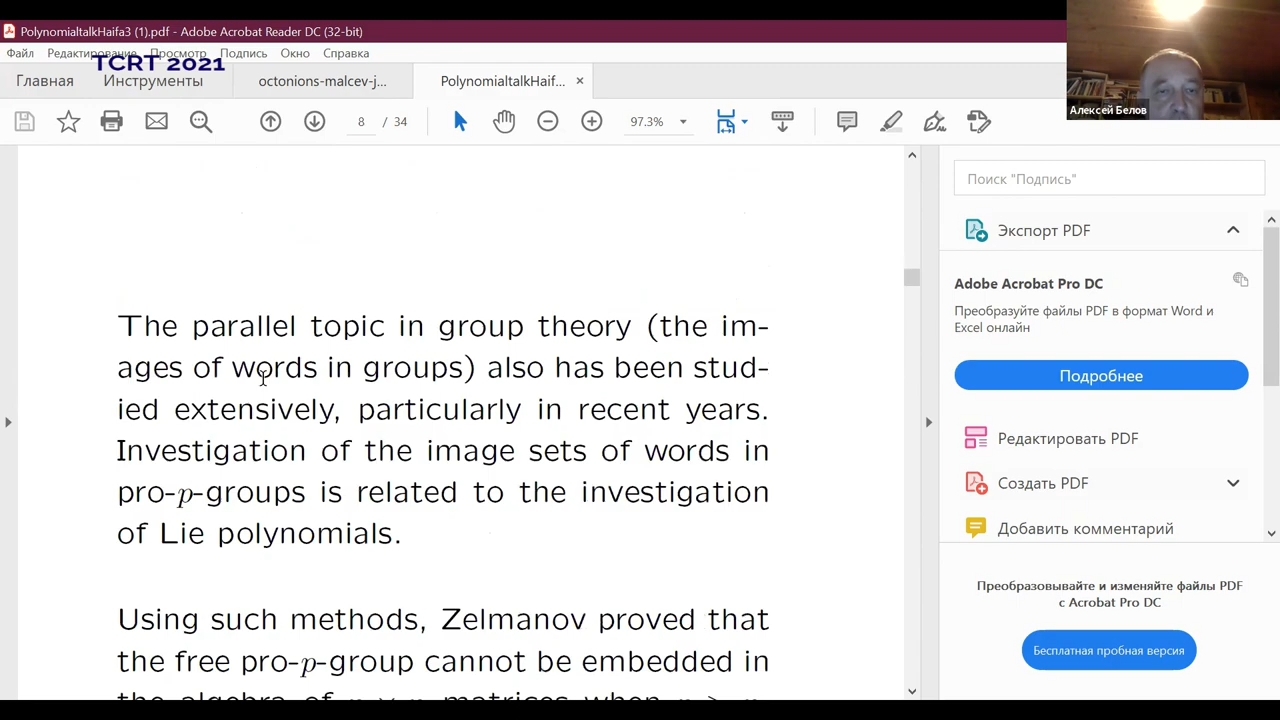 PolynomialtalkHaifa3 (1).pdf - Adobe Acrobat Reader DC (32-bit)
Файл Редактирование Просмотр Подпись Окно Справка
TCRT 2021
Главная Инструменты octonions-malcev-j... PolynomialtalkHaif... ×
8 / 34 97.3%
Алексей Белов
The parallel topic in group theory (the im-
ages of words in groups) also has been stud-
ied extensively, particularly in recent years.
Investigation of the image sets of words in
pro-p-groups is related to the investigation
of Lie polynomials.
Using such methods, Zelmanov proved that
the free pro-p-group cannot be embedded in
the algebra of matrices when
Поиск "Подпись"
Экспорт PDF
Adobe Acrobat Pro DC
Преобразуйте файлы PDF в формат Word и
Excel онлайн
Подробнее
Редактировать PDF
Создать PDF
Добавить комментарий
Преобразовывайте и изменяйте файлы PDF
с Acrobat Pro DC
Бесплатная пробная версия